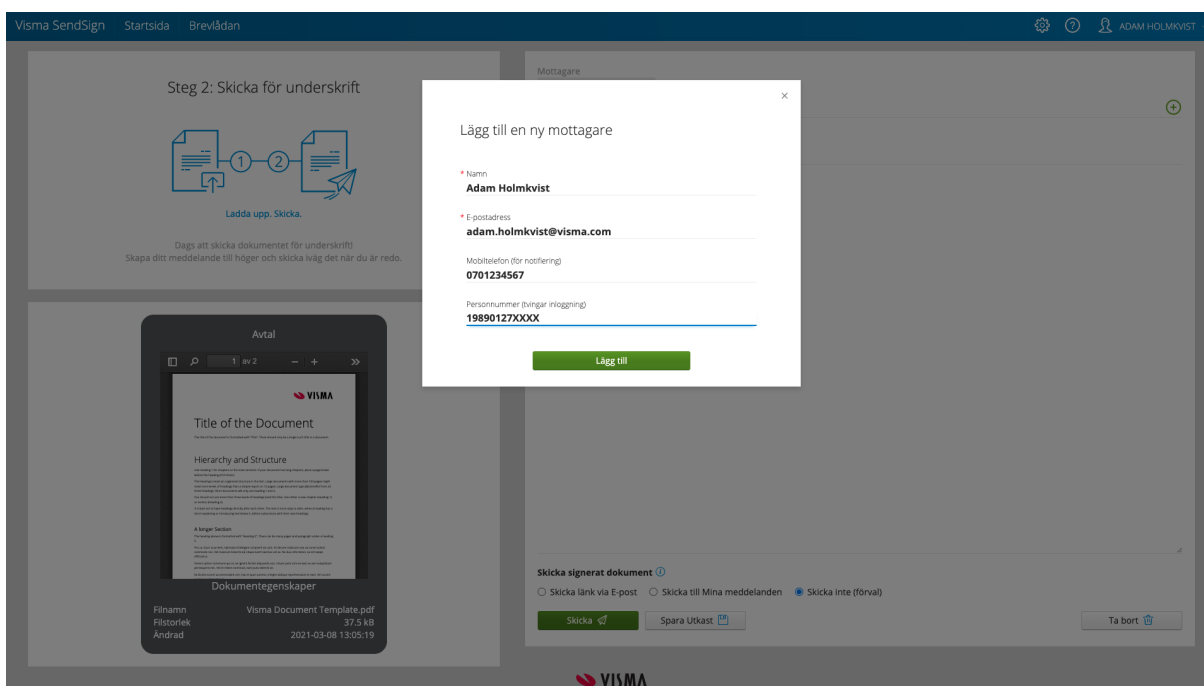 Visma SendSign Startsida Brevlådan
ADAM HOLMKVIST
Steg 2: Skicka för underskrift
1 2
Ladda upp. Skicka.
Dags att skicka dokumentet för underskrift!
Skapa ditt meddelande till höger och skicka iväg det när du är redo.
Avtal
1 av 2
VISMA
Title of the Document
Hierarchy and Structure
A longer Section
Dokumentegenskaper
Filnamn Visma Document Template.pdf
Filstorlek 37.5 kB
Ändrad 2021-03-08 13:05:19
Mottagare
Lägg till en ny mottagare
* Namn
Adam Holmkvist
* E-postadress
adam.holmkvist@visma.com
Mobiltelefon (för notifiering)
0701234567
Personnummer (tvingar inloggning)
19890127XXXX
Lägg till
Skicka signerat dokument
Skicka länk via E-post Skicka till Mina meddelanden Skicka inte (förval)
Skicka Spara Utkast Ta bort
VISMA